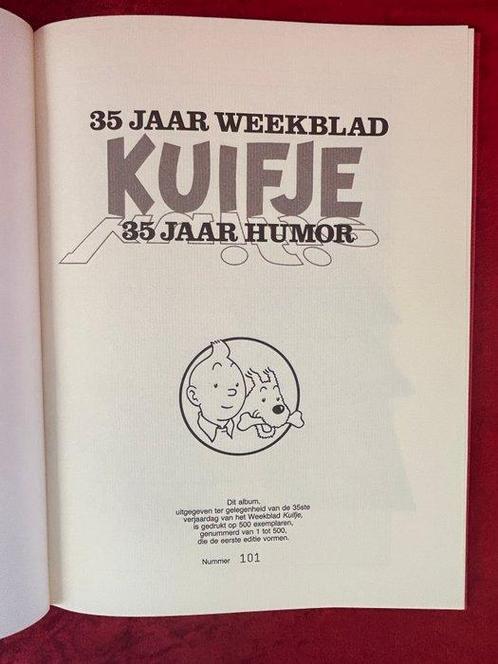 35 JAAR WEEKBLAD
KUIFJE
35 JAAR HUMOR
Dit album,
uitgegeven ter gelegenheid van de 35ste
verjaardag van het Weekblad Kuifje,
is gedrukt op 500 exemplaren,
genummerd van 1 tot 500,
die de eerste editie vormen.
Nummer 101